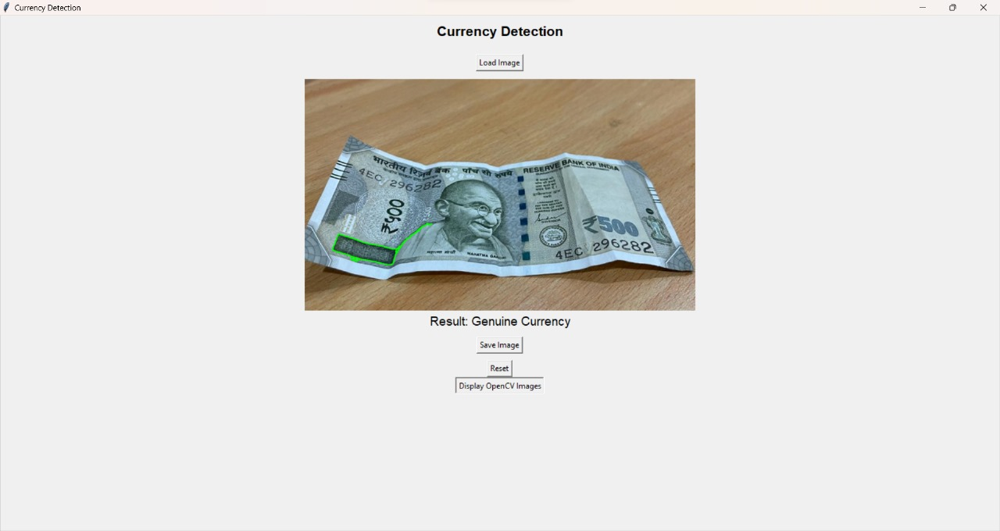 Currency Detection
Currency Detection
Load Image
भारतीय रिज़र्व बैंक
पाँच सौ रुपये
RESERVE BANK OF INDIA
4EC 296282
₹५००
महात्मा गांधी
MAHATMA GANDHI
₹500
4EC 296282
Result: Genuine Currency
Save Image
Reset
Display OpenCV Images